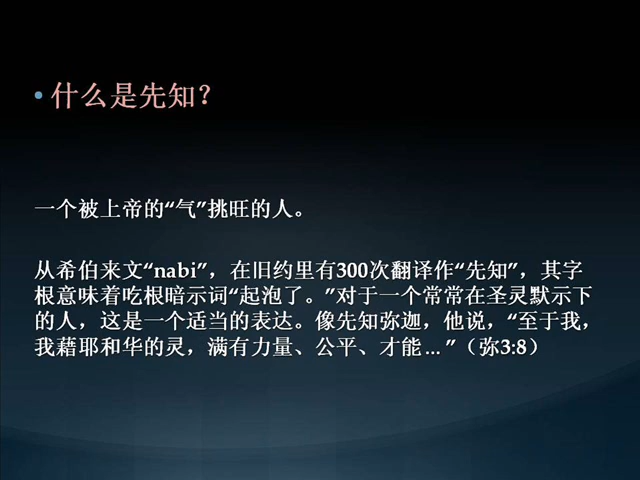 • 什么是先知？
一个被上帝的“气”挑旺的人。
从希伯来文“nabi”，在旧约里有300次翻译作“先知”，其字
根意味着吃根暗示词“起泡了。”对于一个常常在圣灵默示下
的人，这是一个适当的表达。像先知弥迦，他说，“至于我，
我藉耶和华的灵，满有力量、公平、才能…”（弥3:8）